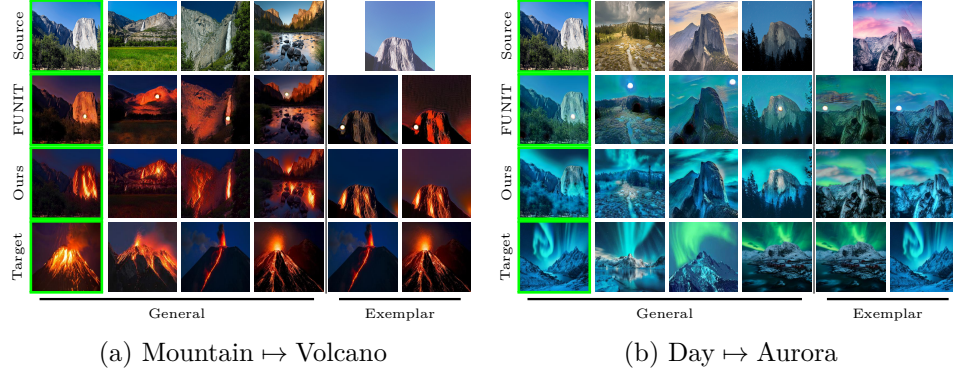 Source
FUNIT
Ours
Target
General
Exemplar
(a) Mountain ↦ Volcano
Source
FUNIT
Ours
Target
General
Exemplar
(b) Day ↦ Aurora